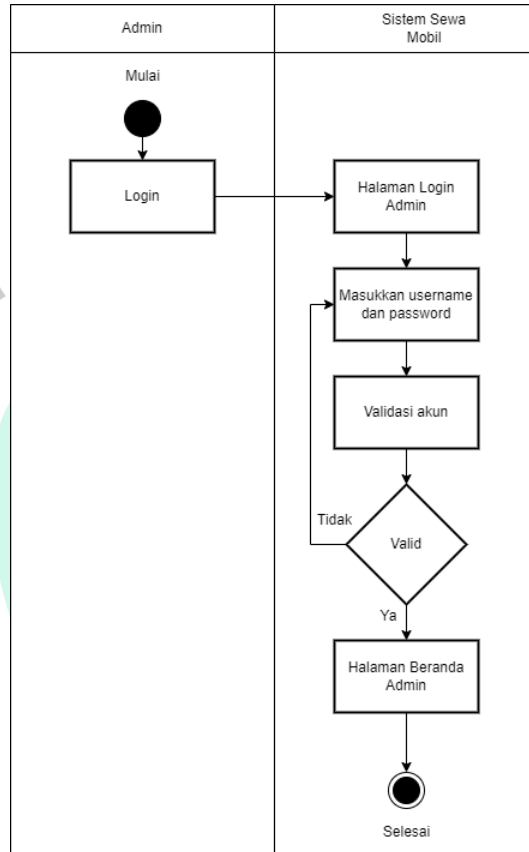 Admin
Sistem Sewa
Mobil
Mulai
Login
Halaman Login
Admin
Masukkan username
dan password
Validasi akun
Tidak
Valid
Ya
Halaman Beranda
Admin
Selesai